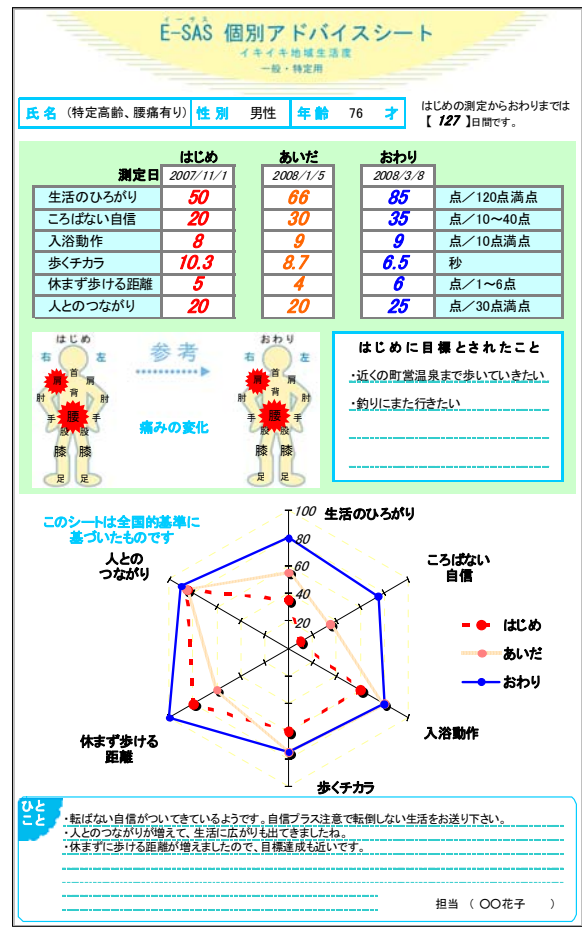 イーサス
E-SAS 個別アドバイスシート
イキイキ地域生活度
一般・特定用
氏名 (特定高齢、腰痛有り) 性別 男性 年齢 76 才
はじめの測定からおわりまでは
【 127 】日間です。
はじめ あいだ おわり
測定日 2007/11/1 2008/1/5 2008/3/8
生活のひろがり 50 66 85 点/120点満点
ころばない自信 20 30 35 点/10～40点
入浴動作 8 9 9 点/10点満点
歩くチカラ 10.3 8.7 6.5 秒
休まず歩ける距離 5 4 6 点/1～6点
人とのつながり 20 20 25 点/30点満点
はじめ
右 左
首
肩 肩
背
肘 肘
手 腰 手
股 股
膝 膝
足 足
参考
痛みの変化
おわり
右 左
首
肩 肩
背
肘 肘
手 腰 手
股 股
膝 膝
足 足
はじめに目標とされたこと
・近くの町営温泉まで歩いていきたい
・釣りにまた行きたい
このシートは全国的基準に
基づいたものです
100
80
60
40
20
生活のひろがり
ころばない
自信
入浴動作
歩くチカラ
休まず歩ける
距離
人との
つながり
はじめ
あいだ
おわり
ひと
こと
・転ばない自信がついてきているようです。自信プラス注意で転倒しない生活をお送り下さい。
・人とのつながりが増えて、生活に広がりも出てきましたね。
・休まずに歩ける距離が増えましたので、目標達成も近いです。
担当 ( 〇〇花子 )